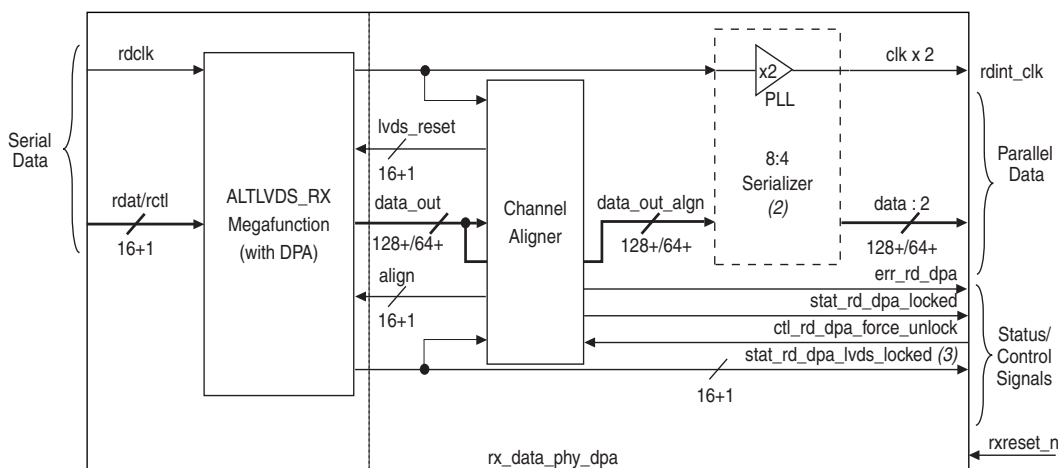 rdclk
clk x 2
x2
PLL
rdint_clk
Serial
Data
lvds_reset
16+1
ALTLVDS_RX
Megafunction
(with DPA)
rdat/rctl
16+1
data_out
128+/64+
Channel
Aligner
data_out_algn
128+/64+
8:4
Serializer
(2)
data : 2
128+/64+
Parallel
Data
align
16+1
err_rd_dpa
stat_rd_dpa_locked
ctl_rd_dpa_force_unlock
stat_rd_dpa_lvds_locked (3)
16+1
Status/
Control
Signals
rx_data_phy_dpa
rxreset_n